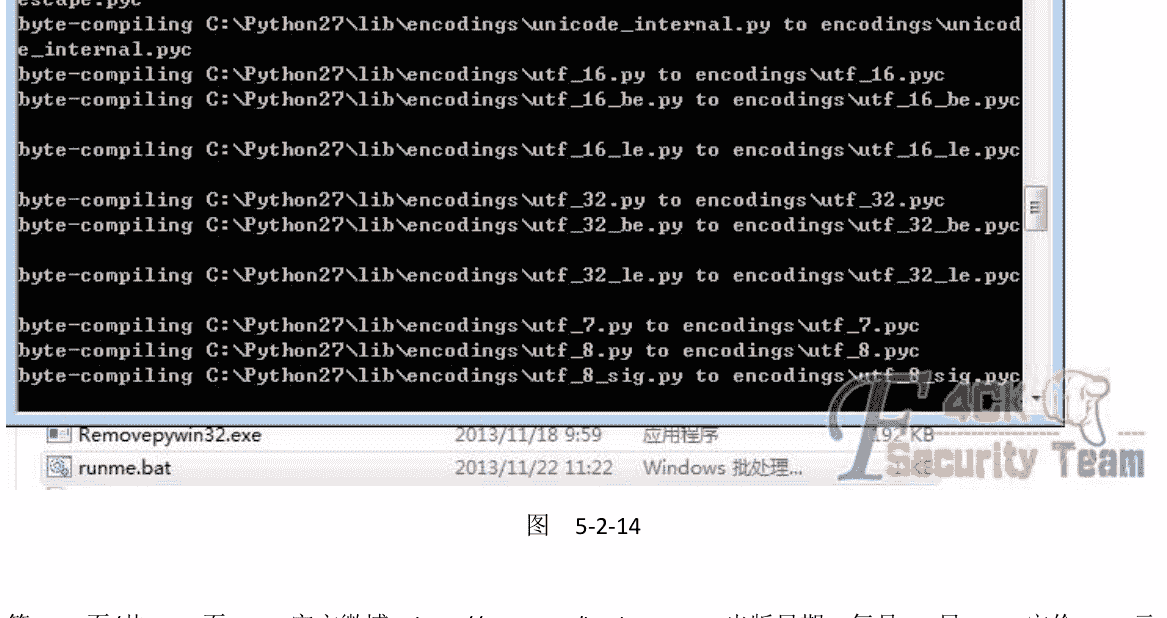 escape.pyc
byte-compiling C:\Python27\lib\encodings\unicode_internal.py to encodings\unicod
e_internal.pyc
byte-compiling C:\Python27\lib\encodings\utf_16.py to encodings\utf_16.pyc
byte-compiling C:\Python27\lib\encodings\utf_16_be.py to encodings\utf_16_be.pyc
byte-compiling C:\Python27\lib\encodings\utf_16_le.py to encodings\utf_16_le.pyc
byte-compiling C:\Python27\lib\encodings\utf_32.py to encodings\utf_32.pyc
byte-compiling C:\Python27\lib\encodings\utf_32_be.py to encodings\utf_32_be.pyc
byte-compiling C:\Python27\lib\encodings\utf_32_le.py to encodings\utf_32_le.pyc
byte-compiling C:\Python27\lib\encodings\utf_7.py to encodings\utf_7.pyc
byte-compiling C:\Python27\lib\encodings\utf_8.py to encodings\utf_8.pyc
byte-compiling C:\Python27\lib\encodings\utf_8_sig.py to encodings\utf_8_sig.pyc
Removepywin32.exe 2013/11/18 9:59 应用程序 192 KB
runme.bat 2013/11/22 11:22 Windows 批处理... KB
F4CK
Security Team
图 5-2-14